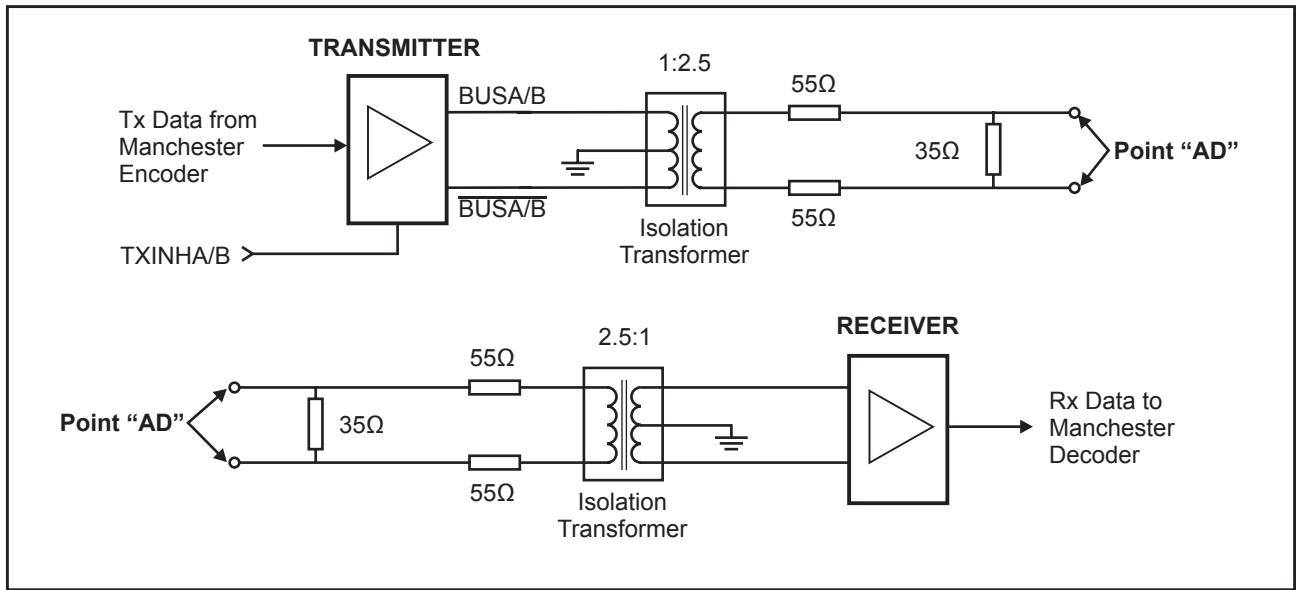 TRANSMITTER
1:2.5
BUSA/B
55Ω
Tx Data from
Manchester
Encoder
35Ω
Point “AD”
BUSA/B
55Ω
Isolation
Transformer
TXINHA/B
2.5:1
RECEIVER
55Ω
Point “AD”
35Ω
Rx Data to
Manchester
Decoder
55Ω
Isolation
Transformer